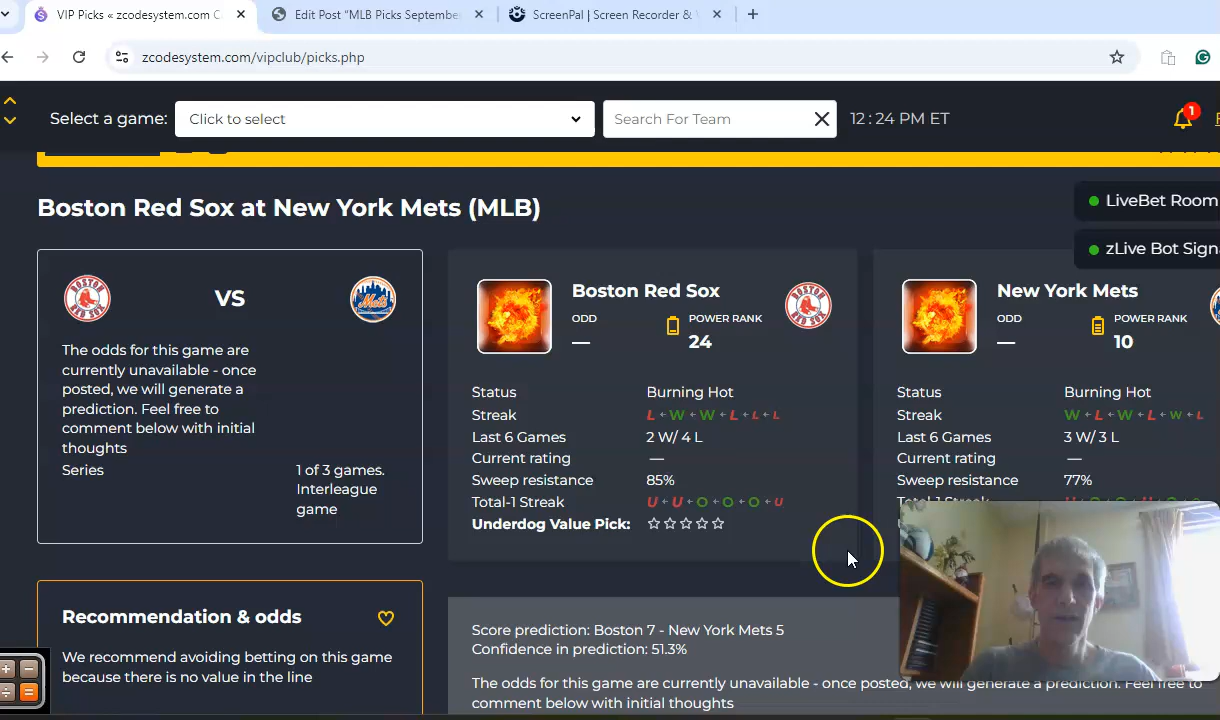 VIP Picks « zcodesystem.com C
Edit Post “MLB Picks Septembe
ScreenPal | Screen Recorder &
zcodesystem.com/vipclub/picks.php
Select a game:
Click to select
Search For Team
12 : 24 PM ET
1
Boston Red Sox at New York Mets (MLB)
LiveBet Room
zLive Bot Sign
VS
The odds for this game are
currently unavailable - once
posted, we will generate a
prediction. Feel free to
comment below with initial
thoughts
Series
1 of 3 games.
Interleague
game
Boston Red Sox
ODD
—
POWER RANK
24
Status Burning Hot
Streak L W W L L L
Last 6 Games 2 W/ 4 L
Current rating —
Sweep resistance 85%
Total-1 Streak U U O O O U
Underdog Value Pick:
New York Mets
ODD
—
POWER RANK
10
Status Burning Hot
Streak W L W L W L
Last 6 Games 3 W/ 3 L
Current rating —
Sweep resistance 77%
Total-1 Streak
Recommendation & odds
We recommend avoiding betting on this game
because there is no value in the line
Score prediction: Boston 7 - New York Mets 5
Confidence in prediction: 51.3%
The odds for this game are currently unavailable - once posted, we will generate a prediction. Feel free to
comment below with initial thoughts